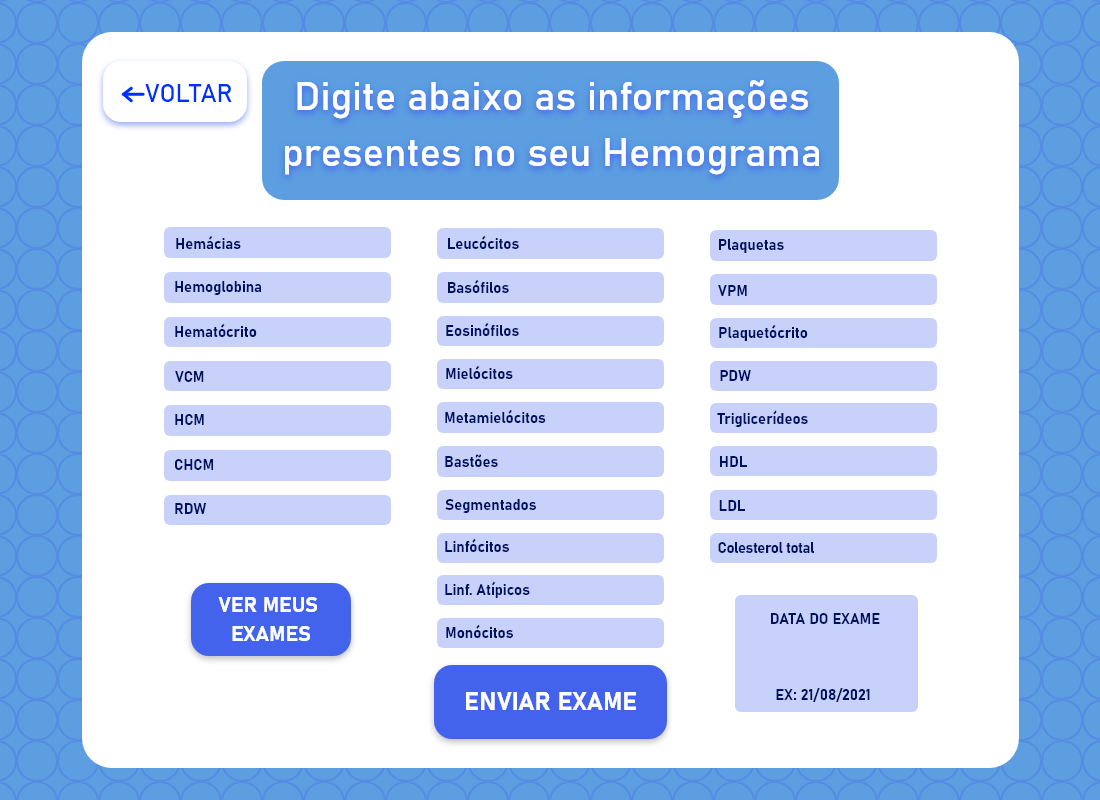 ←VOLTAR
Digite abaixo as informações
presentes no seu Hemograma
Hemácias
Hemoglobina
Hematócrito
VCM
HCM
CHCM
RDW
Leucócitos
Basófilos
Eosinófilos
Mielócitos
Metamielócitos
Bastões
Segmentados
Linfócitos
Linf. Atípicos
Monócitos
Plaquetas
VPM
Plaquetócrito
PDW
Triglicerídeos
HDL
LDL
Colesterol total
VER MEUS
EXAMES
ENVIAR EXAME
DATA DO EXAME
EX: 21/08/2021